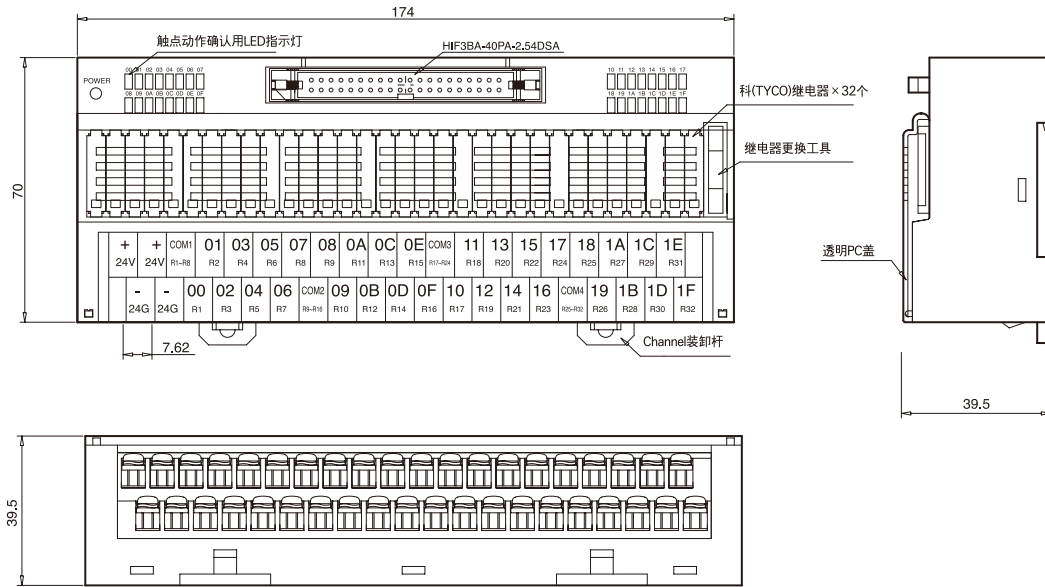 174
触点动作确认用LED指示灯
HIF3BA-40PA-2.54DSA
POWER
00 01 02 03 04 05 06 07
08 09 0A 0B 0C 0D 0E 0F
10 11 12 13 14 15 16 17
18 19 1A 1B 1C 1D 1E 1F
科(TYCO)继电器×32个
继电器更换工具
70
+ + COM1 01 03 05 07 08 0A 0C 0E COM3 11 13 15 17 18 1A 1C 1E
24V 24V R1-R8 R2 R4 R6 R8 R9 R11 R13 R15 R17-R24 R18 R20 R22 R24 R25 R27 R29 R31
- - 00 02 04 06 COM2 09 0B 0D 0F 10 12 14 16 COM4 19 1B 1D 1F
24G 24G R1 R3 R5 R7 R9-R16 R10 R12 R14 R16 R17 R19 R21 R23 R25-R32 R26 R28 R30 R32
透明PC盖
7.62
Channel装卸杆
39.5
39.5